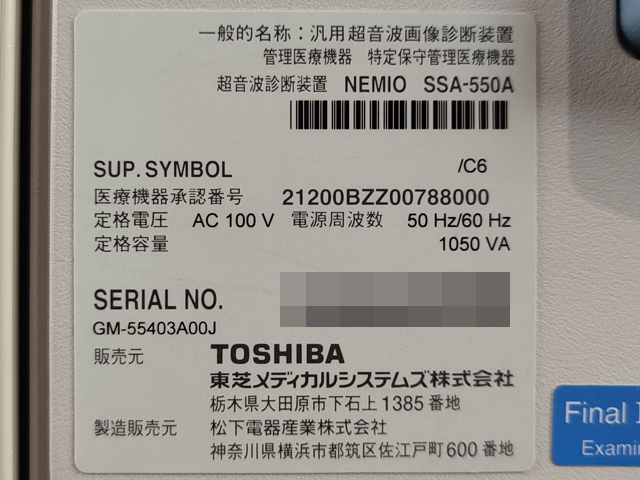 一般的名称：汎用超音波画像診断装置
管理医療機器 特定保守管理医療機器
超音波診断装置 NEMIO SSA-550A
SUP. SYMBOL /C6
医療機器承認番号 21200BZZ00788000
定格電圧 AC 100 V 電源周波数 50 Hz/60 Hz
定格容量 1050 VA
SERIAL NO.
GM-55403A00J
販売元 TOSHIBA
東芝メディカルシステムズ株式会社
栃木県大田原市下石上1385番地
製造販売元 松下電器産業株式会社
神奈川県横浜市都筑区佐江戸町600番地
Final